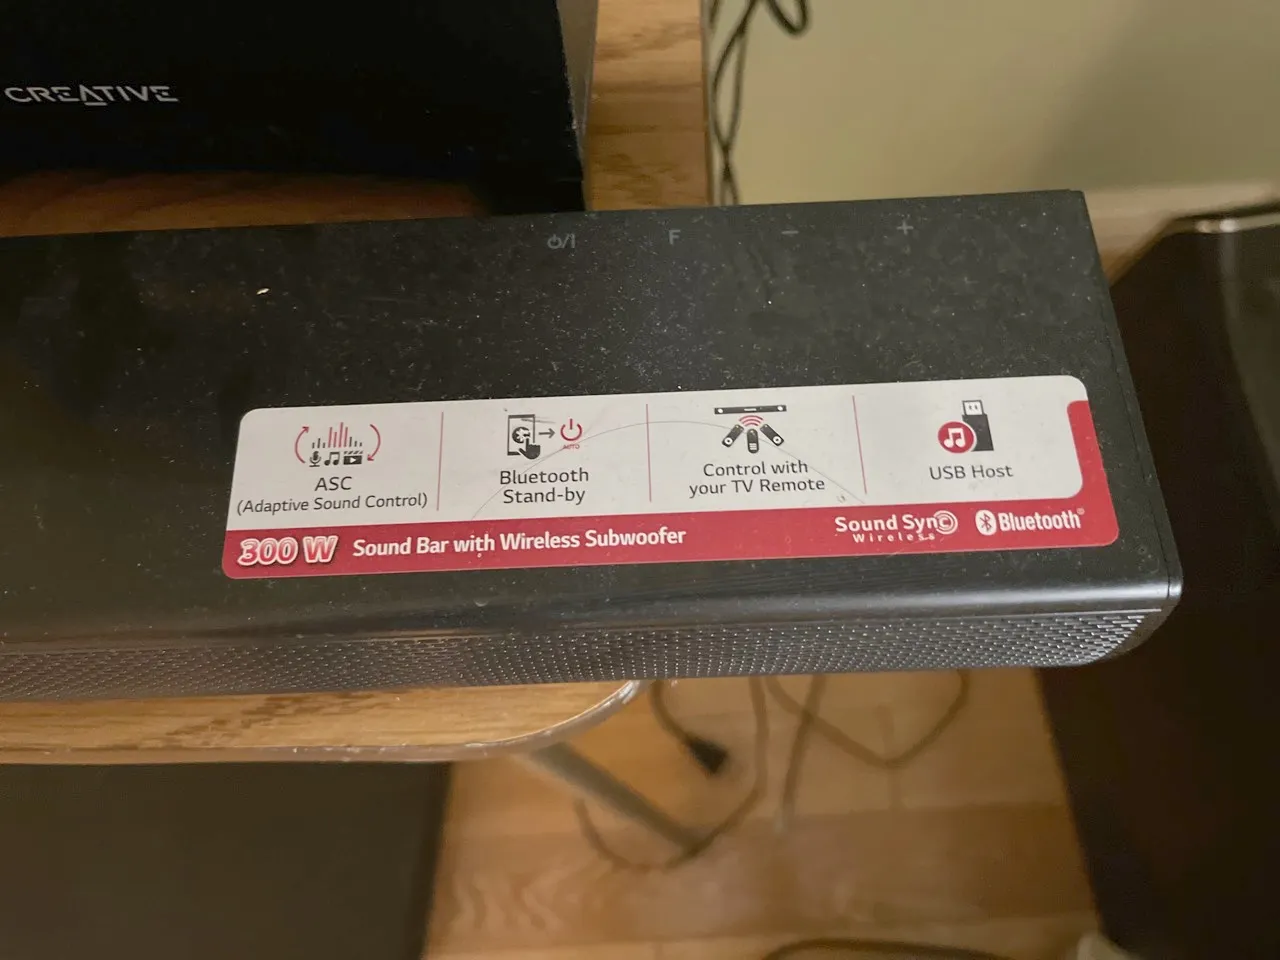 CREATIVE
⏻/I F − +
ASC
(Adaptive Sound Control)
AUTO
Bluetooth
Stand-by
Control with
your TV Remote
USB Host
300 W Sound Bar with Wireless Subwoofer
Sound Sync
Wireless
Bluetooth®